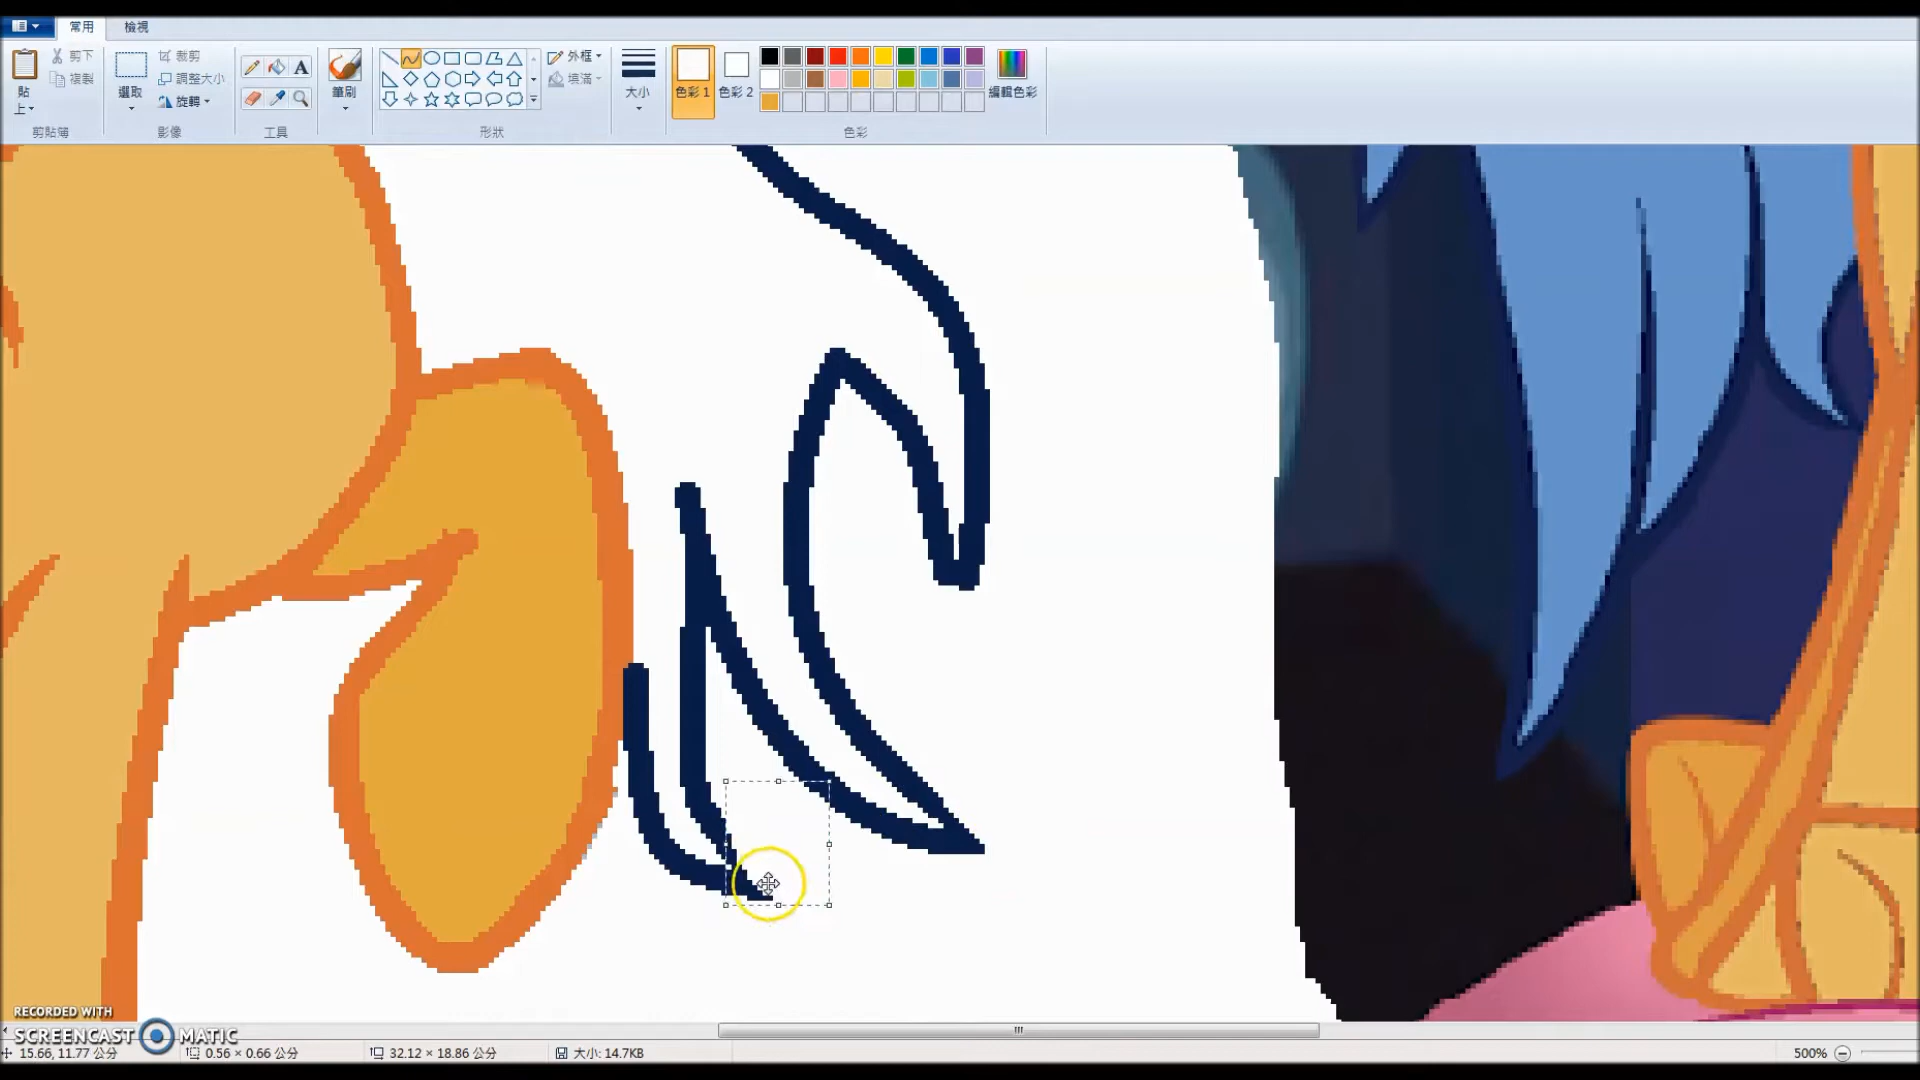 常用 檢視
貼上 剪下 複製 剪貼簿
選取 裁剪 調整大小 旋轉 影像
A 工具
筆刷
外框 填滿 形狀
大小
色彩 1 色彩 2 編輯色彩 色彩
RECORDED WITH
SCREENCAST MATIC
15.66, 11.77 公分 0.56 × 0.66 公分 32.12 × 18.86 公分 大小: 14.7KB 500%